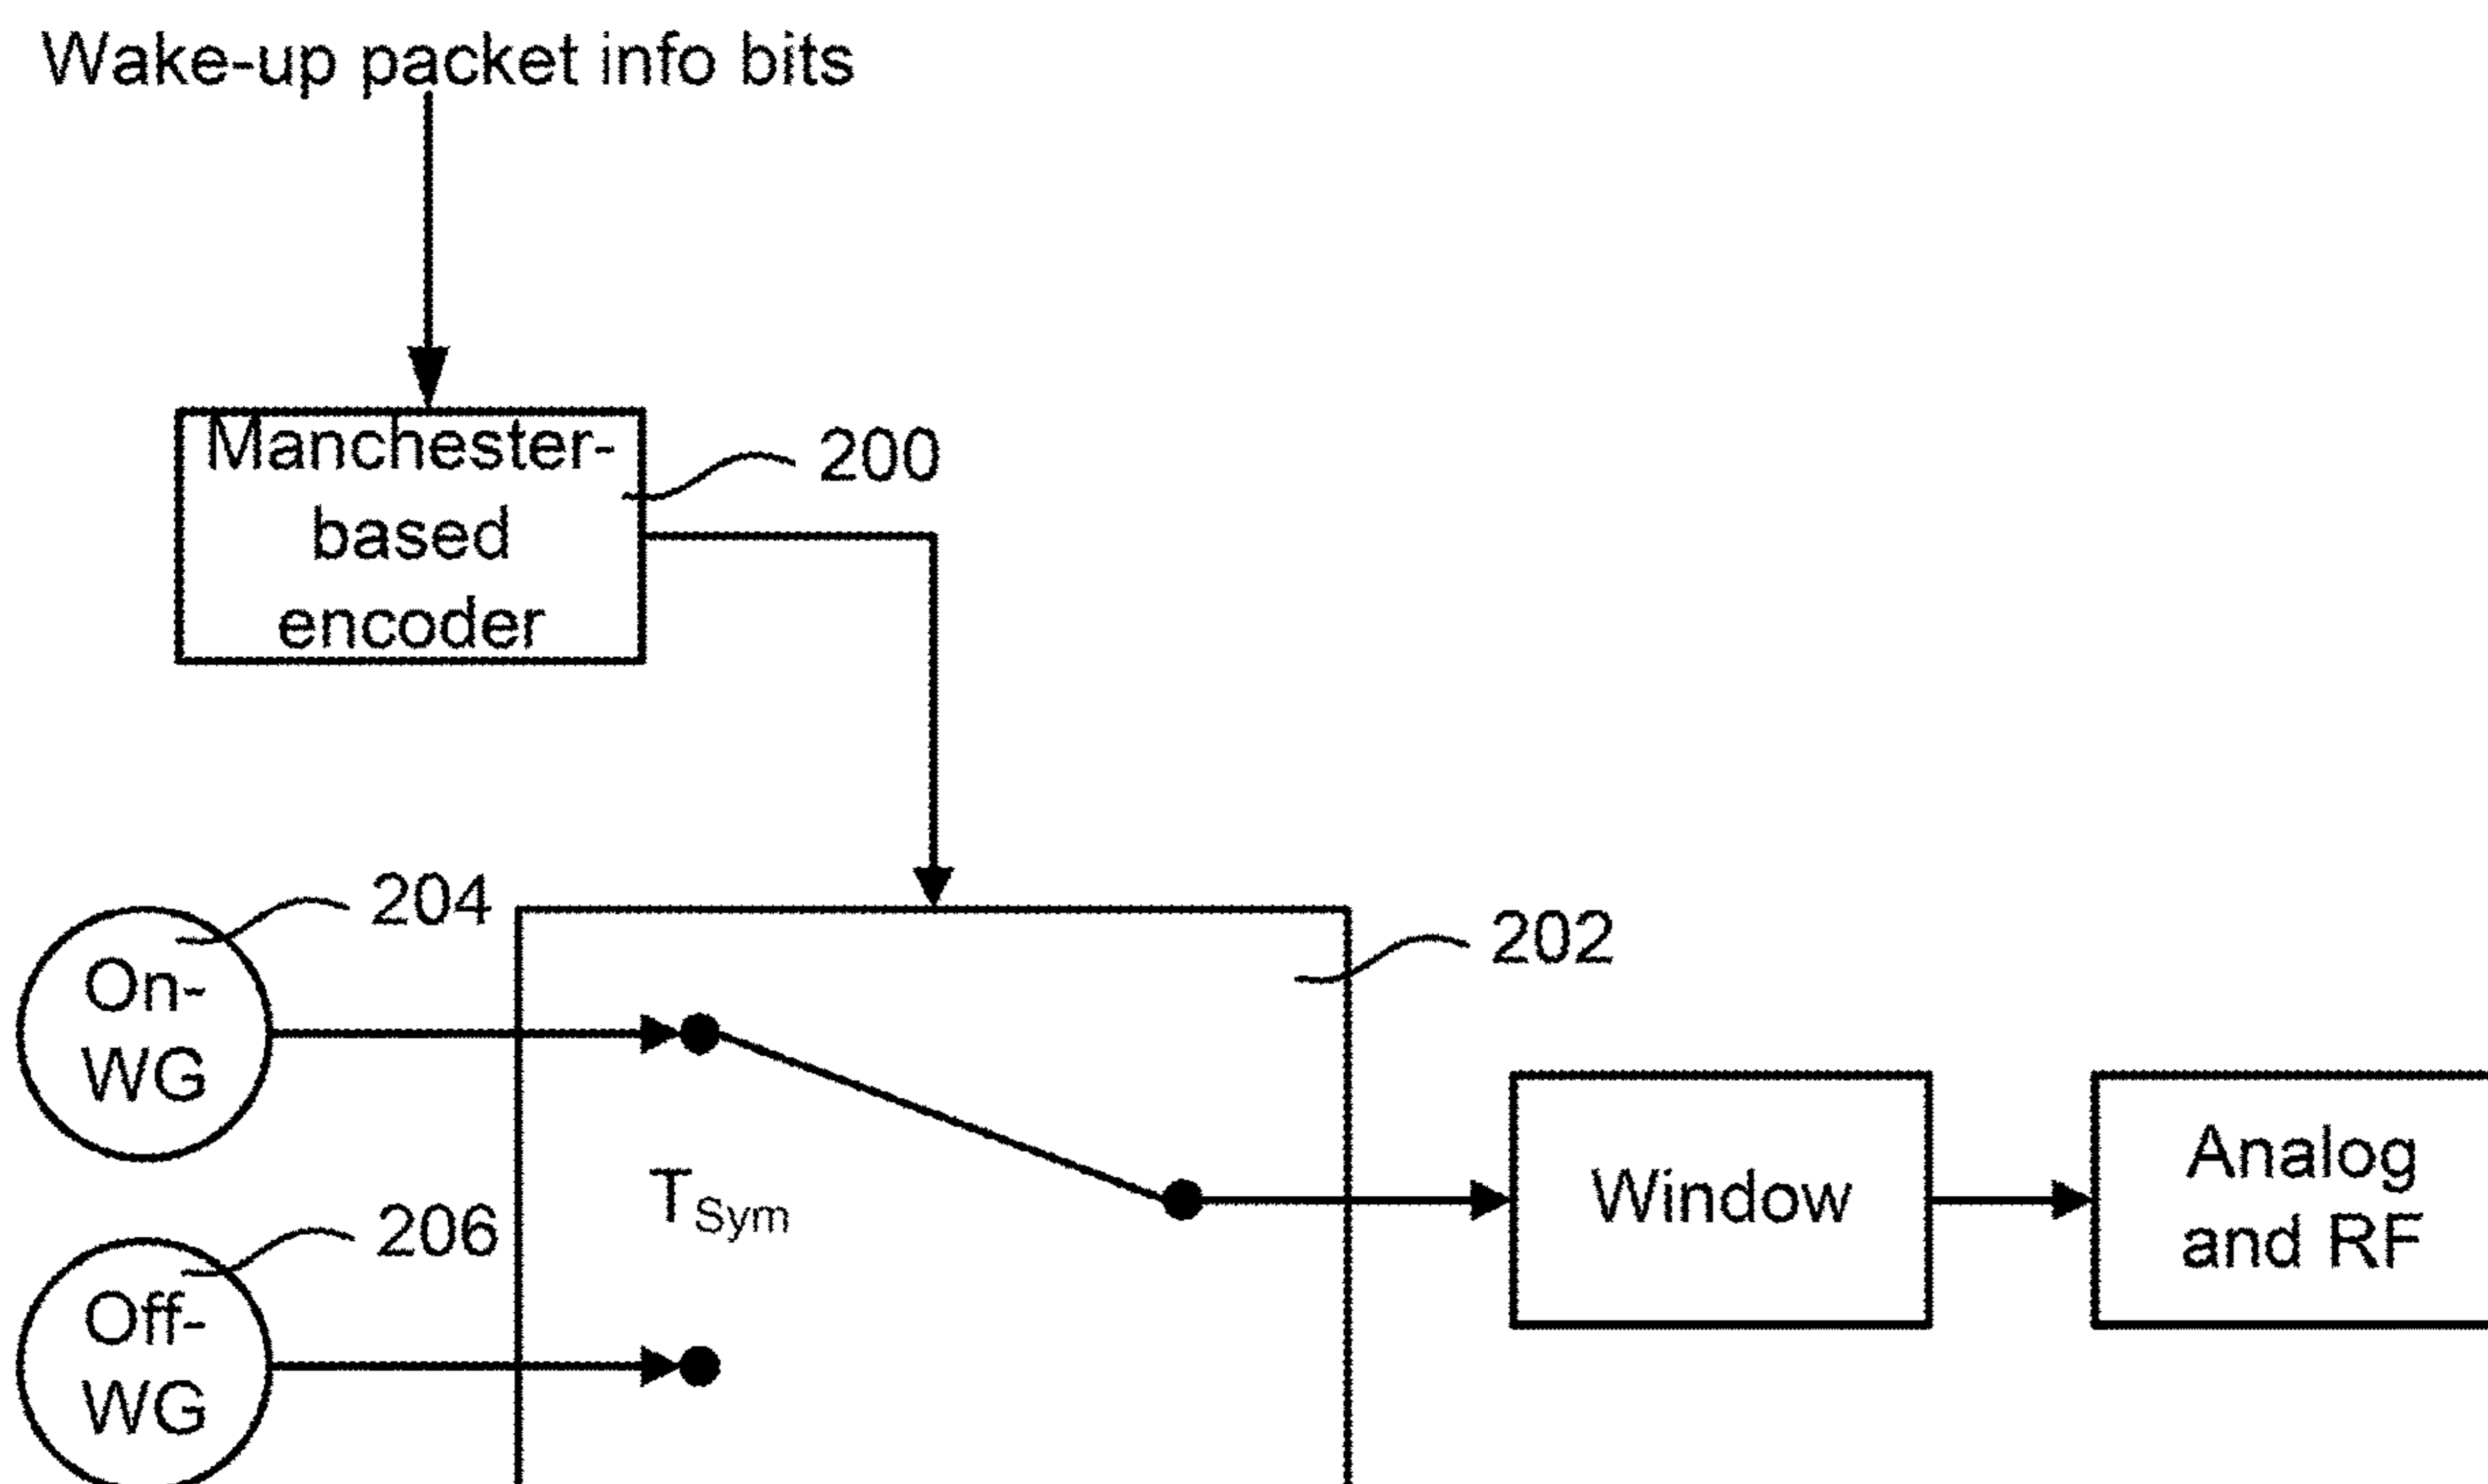 Wake-up packet info bits
Manchester-
based
encoder
200
204
On-
WG
202
T_Sym
206
Off-
WG
Window
Analog
and RF